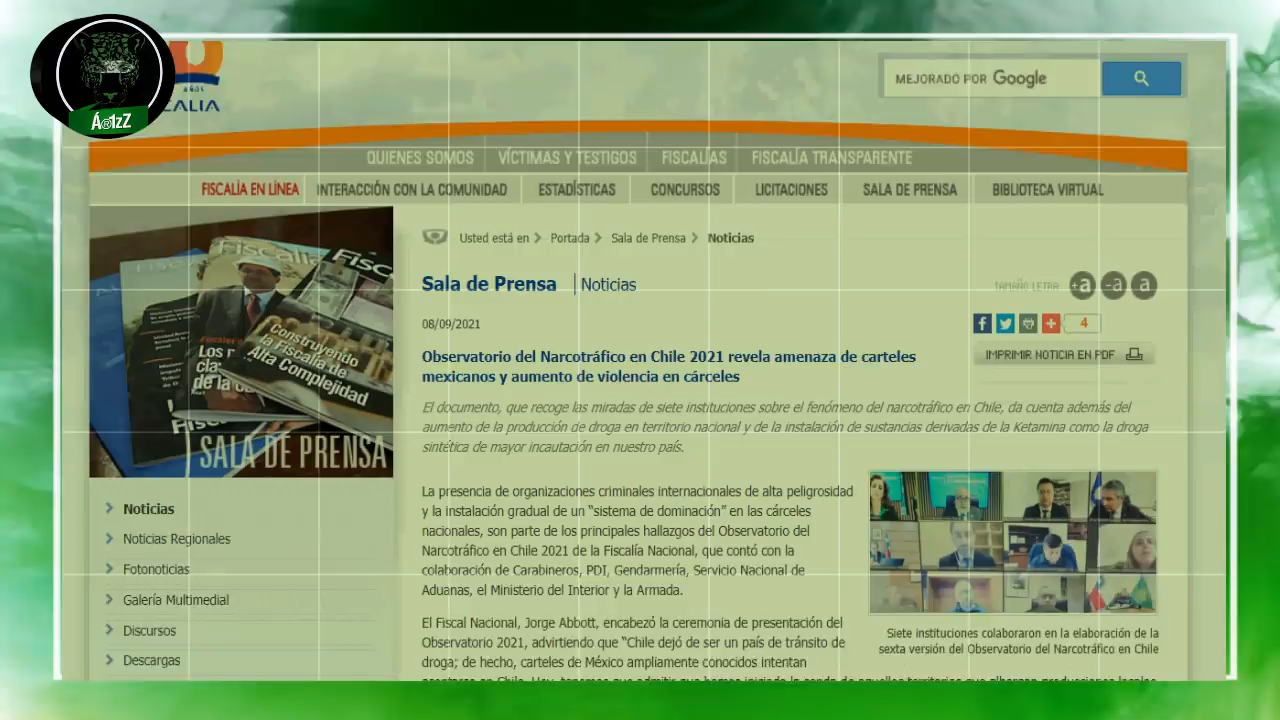 Á®1zZ
AÑOS
CALIA
MEJORADO POR Google
QUIENES SOMOS
VÍCTIMAS Y TESTIGOS
FISCALÍAS
FISCALÍA TRANSPARENTE
FISCALÍA EN LÍNEA
INTERACCIÓN CON LA COMUNIDAD
ESTADÍSTICAS
CONCURSOS
LICITACIONES
SALA DE PRENSA
BIBLIOTECA VIRTUAL
Fiscalía
Construyendo
la Fiscalía de
Alta Complejidad
SALA DE PRENSA
Noticias
Noticias Regionales
Fotonoticias
Galería Multimedial
Discursos
Descargas
Usted está en > Portada > Sala de Prensa > Noticias
Sala de Prensa | Noticias
TAMAÑO LETRA: +a -a a
08/09/2021
4
IMPRIMIR NOTICIA EN PDF
Observatorio del Narcotráfico en Chile 2021 revela amenaza de carteles
mexicanos y aumento de violencia en cárceles
El documento, que recoge las miradas de siete instituciones sobre el fenómeno del narcotráfico en Chile, da cuenta además del
aumento de la producción de droga en territorio nacional y de la instalación de sustancias derivadas de la Ketamina como la droga
sintética de mayor incautación en nuestro país.
La presencia de organizaciones criminales internacionales de alta peligrosidad
y la instalación gradual de un “sistema de dominación” en las cárceles
nacionales, son parte de los principales hallazgos del Observatorio del
Narcotráfico en Chile 2021 de la Fiscalía Nacional, que contó con la
colaboración de Carabineros, PDI, Gendarmería, Servicio Nacional de
Aduanas, el Ministerio del Interior y la Armada.
Siete instituciones colaboraron en la elaboración de la
sexta versión del Observatorio del Narcotráfico en Chile
El Fiscal Nacional, Jorge Abbott, encabezó la ceremonia de presentación del
Observatorio 2021, advirtiendo que “Chile dejó de ser un país de tránsito de
droga; de hecho, carteles de México ampliamente conocidos intentan